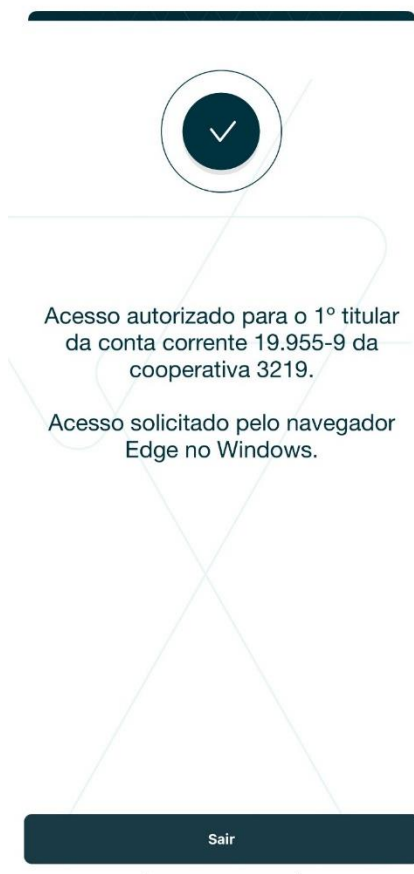 Acesso autorizado para o 1º titular
da conta corrente 19.955-9 da
cooperativa 3219.
Acesso solicitado pelo navegador
Edge no Windows.
Sair